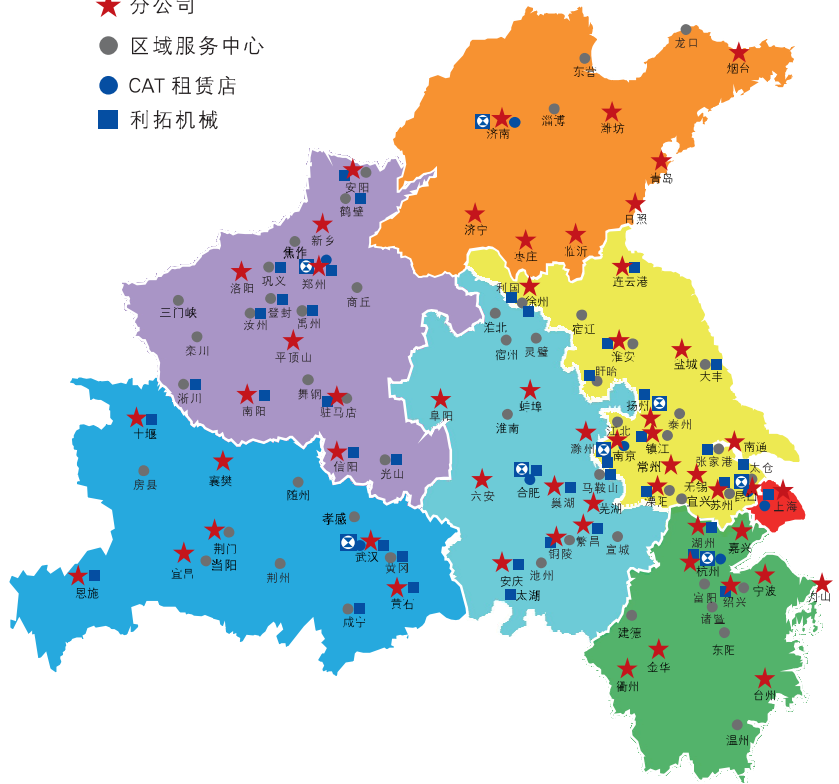 分公司
区域服务中心
CAT 租赁店
利拓机械
龙口
烟台
东营
济南
淄博
潍坊
青岛
日照
济宁
枣庄
临沂
安阳
鹤壁
新乡
焦作
洛阳
巩义
郑州
商丘
三门峡
登封
汝州
禹州
栾川
平顶山
淅川
南阳
舞钢
驻马店
信阳
光山
连云港
利国
徐州
宿江
淮安
盱眙
盐城
大丰
扬州
泰州
江北
南京
镇江
南通
张家港
太仓
常州
无锡
溧阳
宜兴
苏州
昆山
上海
淮北
宿州
灵璧
阜阳
蚌埠
淮南
滁州
马鞍山
六安
合肥
巢湖
芜湖
铜陵
繁昌
宣城
安庆
池州
太湖
十堰
房县
襄樊
随州
孝感
荆门
当阳
宜昌
荆州
武汉
黄冈
恩施
黄石
咸宁
湖州
嘉兴
杭州
富阳
绍兴
宁波
舟山
诸暨
建德
东阳
金华
衢州
台州
温州